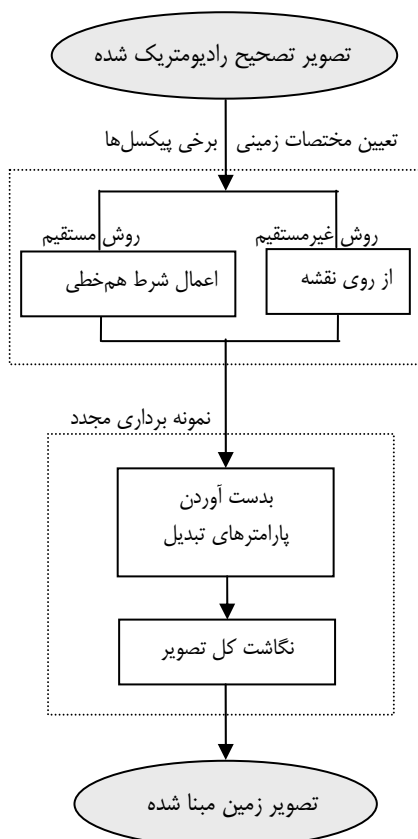 تصویر تصحیح رادیومتریک شده
تعیین مختصات زمینی برخی پیکسل‌ها
روش غیرمستقیم
روش مستقیم
از روی نقشه
اعمال شرط هم‌خطی
نمونه برداری مجدد
بدست آوردن
پارامترهای تبدیل
نگاشت کل تصویر
تصویر زمین مبنا شده